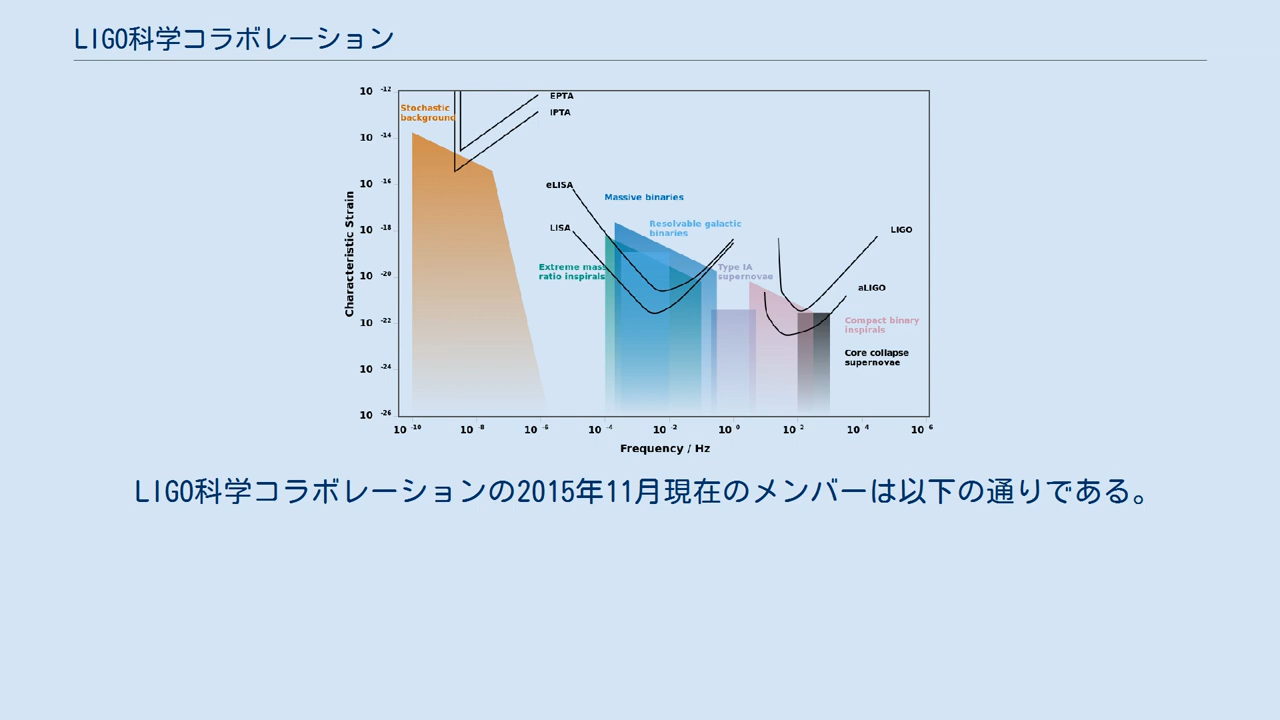 LIGO科学コラボレーション
10 -12
10 -14
10 -16
10 -18
10 -20
10 -22
10 -24
10 -26
Characteristic Strain
Stochastic
background
EPTA
IPTA
eLISA
LISA
Massive binaries
Resolvable galactic
binaries
Extreme mass
ratio inspirals
Type IA
supernovae
LIGO
aLIGO
Compact binary
inspirals
Core collapse
supernovae
10 -10
10 -8
10 -6
10 -4
10 -2
10 0
10 2
10 4
10 6
Frequency / Hz
LIGO科学コラボレーションの2015年11月現在のメンバーは以下の通りである。